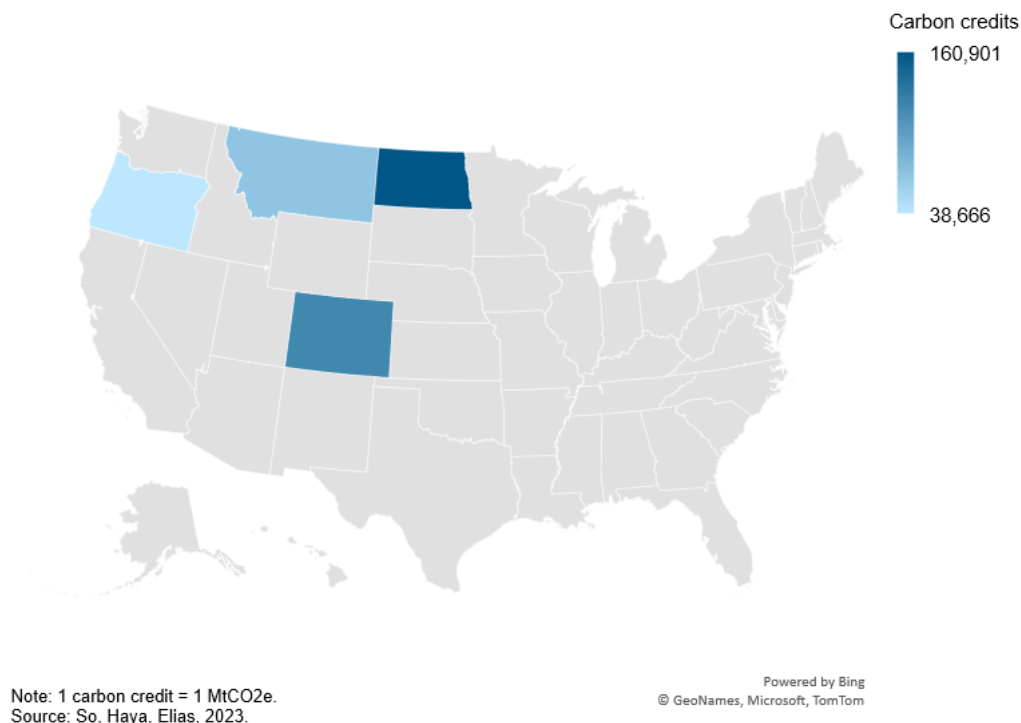 Carbon credits
160,901
38,666
Powered by Bing
© GeoNames, Microsoft, TomTom
Note: 1 carbon credit = 1 MtCO2e.
Source: So, Haya, Elias, 2023.